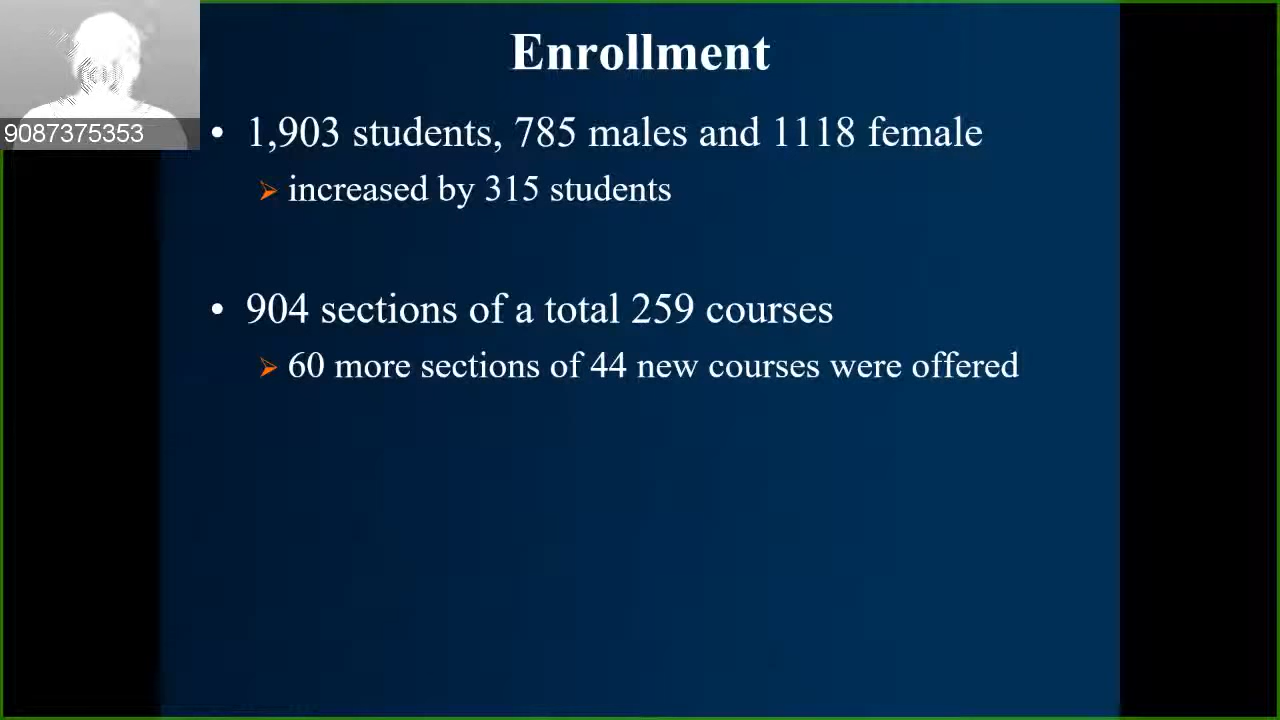 Enrollment
9087375353
• 1,903 students, 785 males and 1118 female
➢ increased by 315 students
• 904 sections of a total 259 courses
➢ 60 more sections of 44 new courses were offered